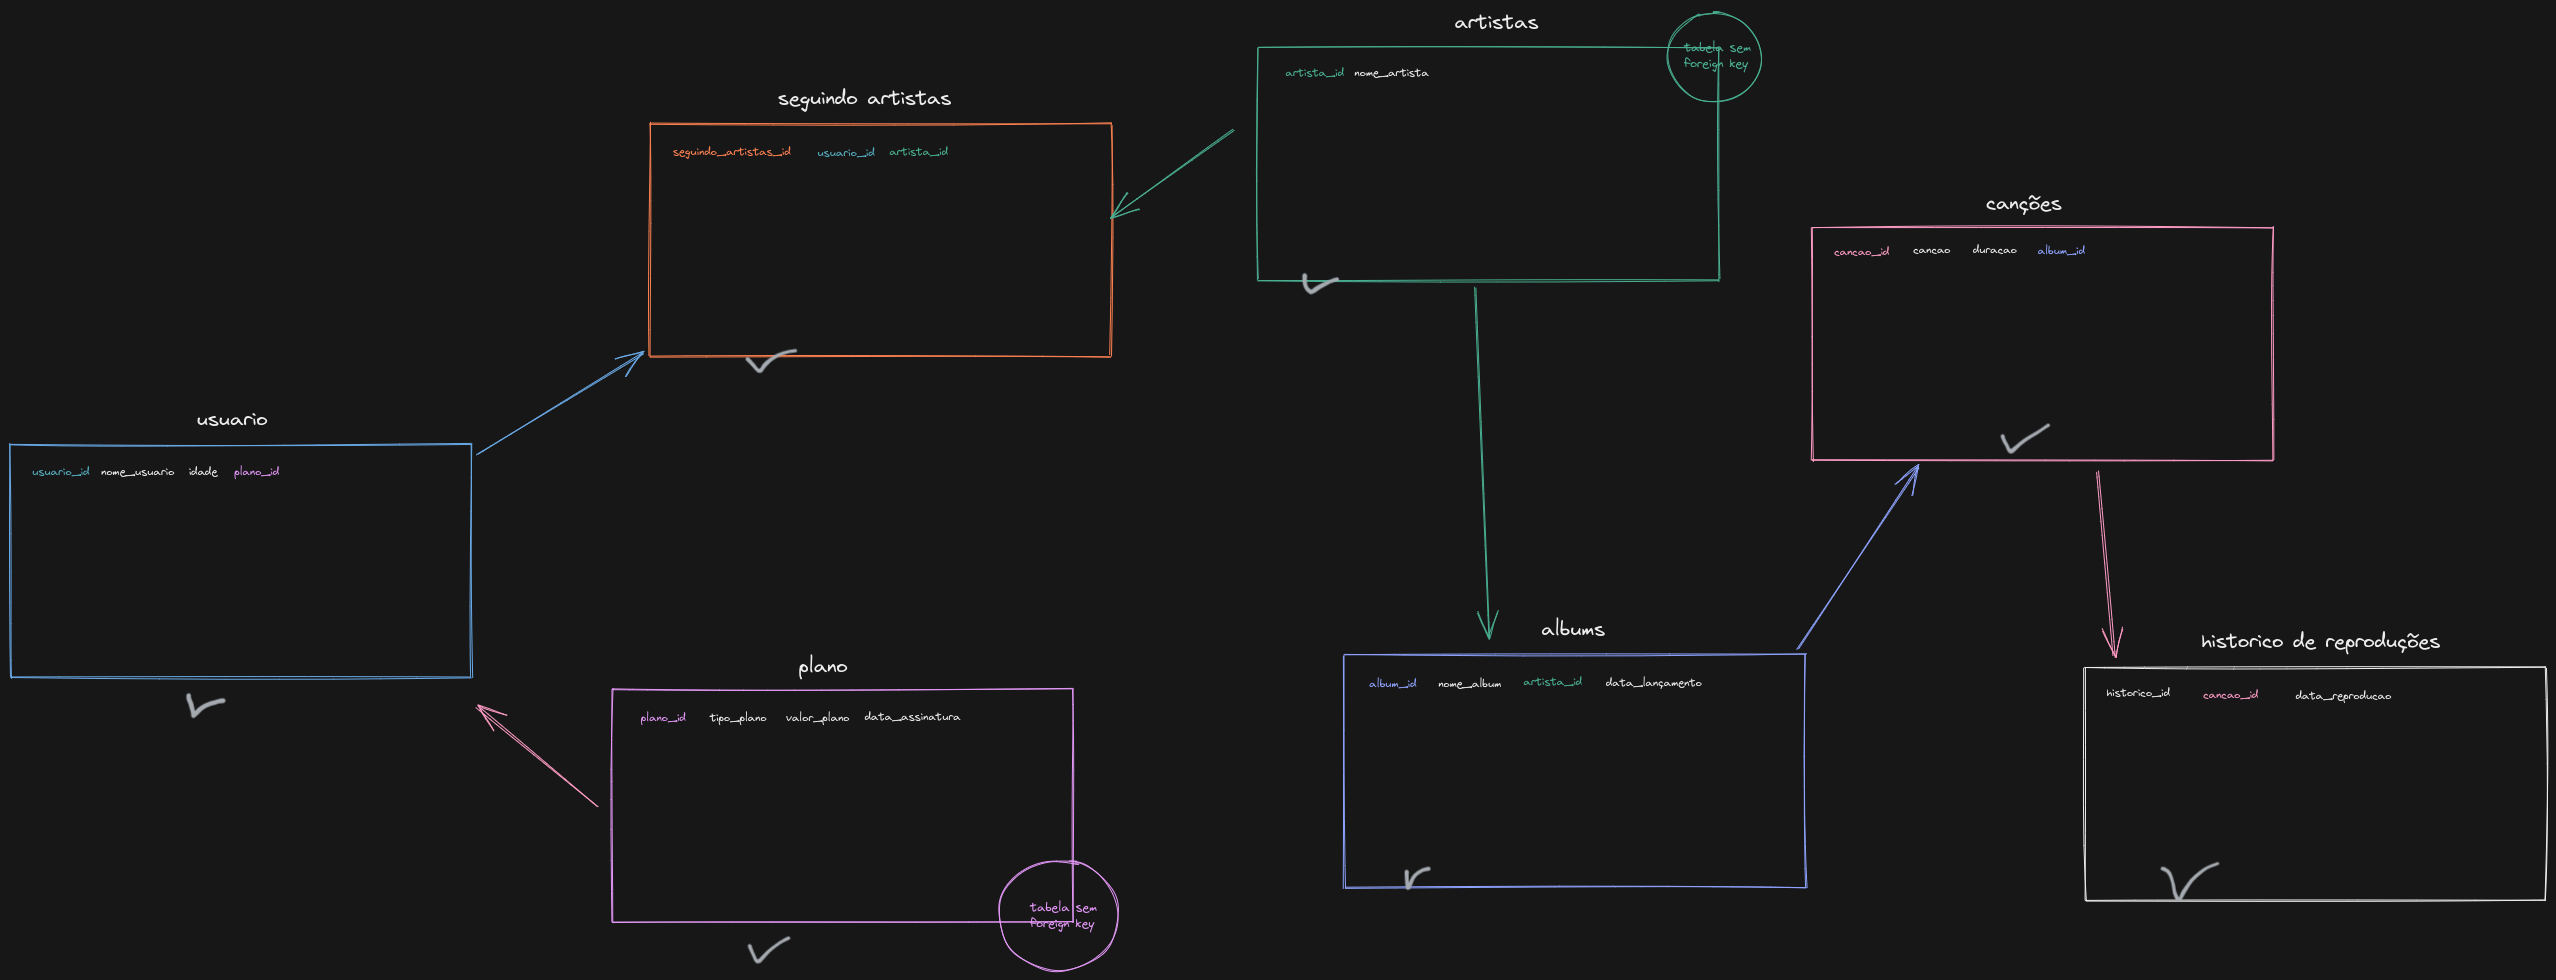 artistas
tabela sem
foreign key
artista_id nome_artista
seguindo artistas
seguindo_artistas_id usuario_id artista_id
canções
cancao_id cancao duracao album_id
usuario
usuario_id nome_usuario idade plano_id
albums
album_id nome_album artista_id data_lançamento
historico de reproduções
historico_id cancao_id data_reproducao
plano
plano_id tipo_plano valor_plano data_assinatura
tabela sem
foreign key